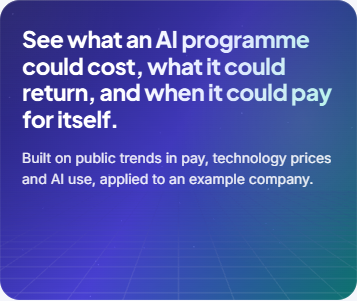 See what an AI programme
could cost, what it could
return, and when it could pay
for itself.
Built on public trends in pay, technology prices
and AI use, applied to an example company.